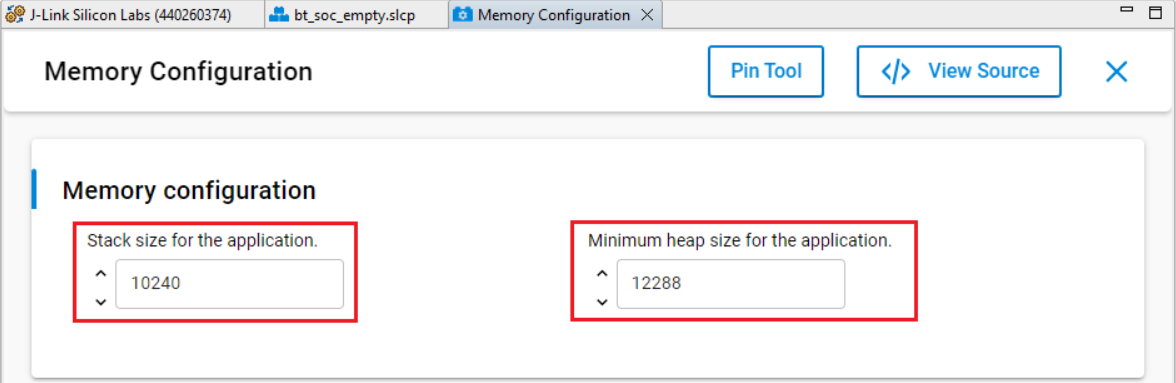 J-Link Silicon Labs (440260374) bt_soc_empty.slcp Memory Configuration
Memory Configuration Pin Tool </> View Source
Memory configuration
Stack size for the application. Minimum heap size for the application.
10240 12288